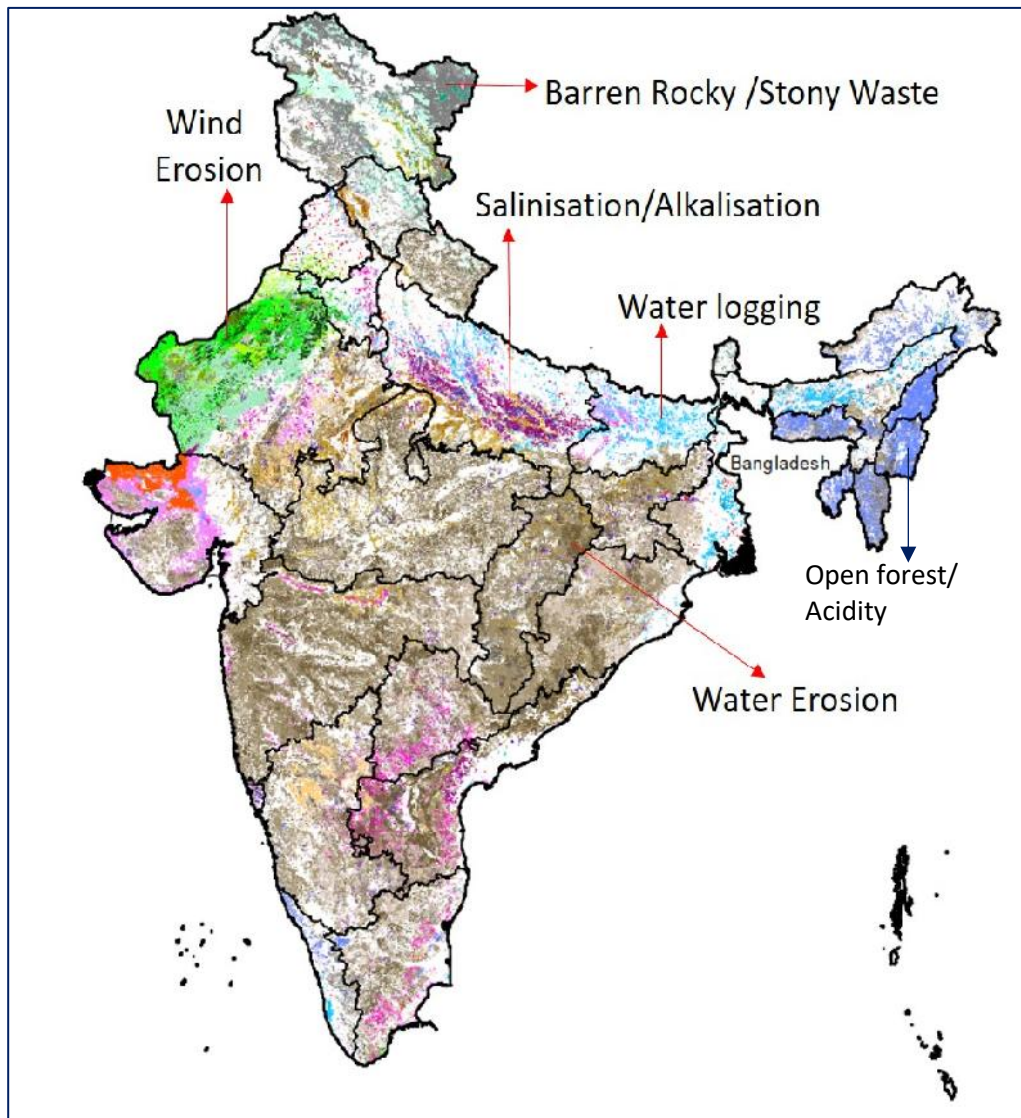 Barren Rocky /Stony Waste
Wind
Erosion
Salinisation/Alkalisation
Water logging
Bangladesh
Open forest/
Acidity
Water Erosion